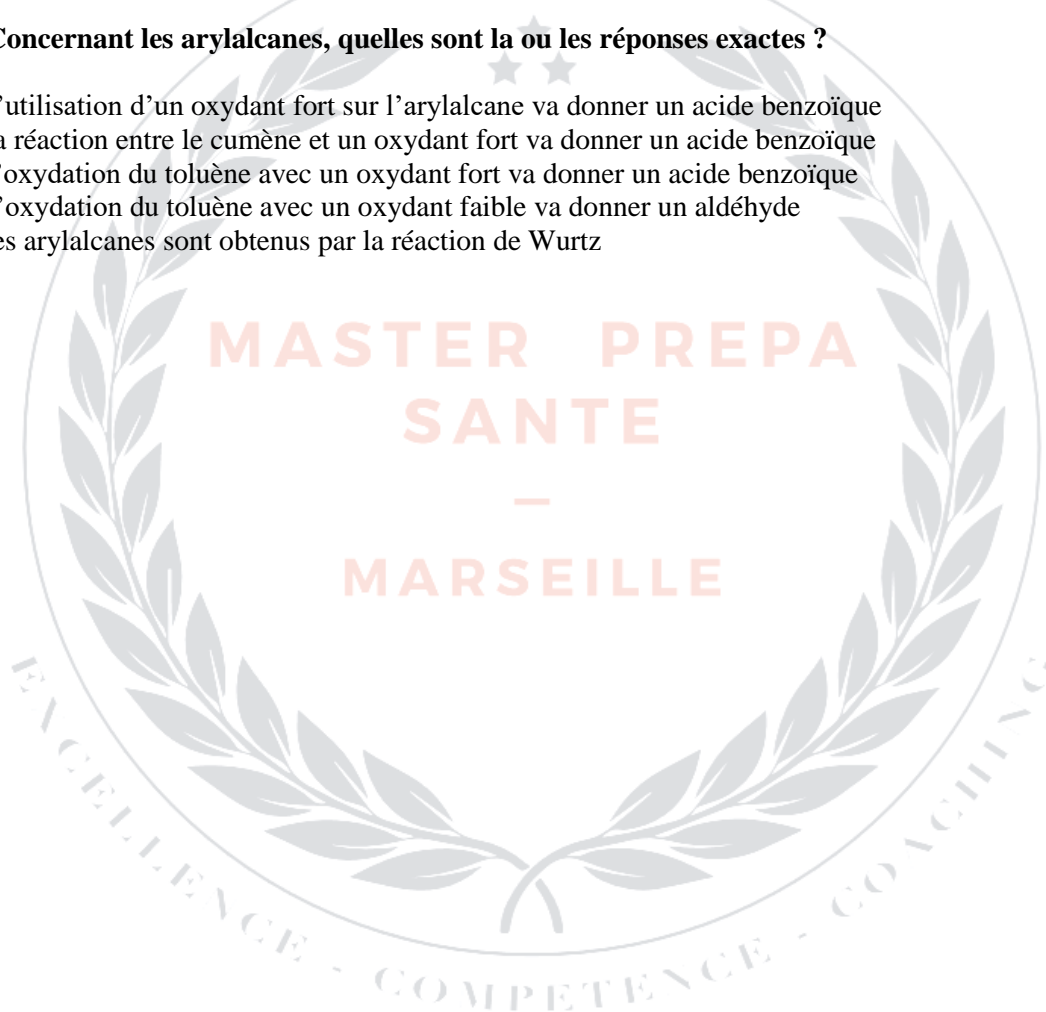 Concernant les arylalcanes, quelles sont la ou les réponses exactes ?
'utilisation d'un oxydant fort sur l'arylalcane va donner un acide benzoïque
a réaction entre le cumène et un oxydant fort va donner un acide benzoïque
'oxydation du toluène avec un oxydant fort va donner un acide benzoïque
'oxydation du toluène avec un oxydant faible va donner un aldéhyde
es arylalcanes sont obtenus par la réaction de Wurtz
MASTER PREPA
SANTE
–
MARSEILLE
EXCELLENCE - COMPETENCE - COACHING